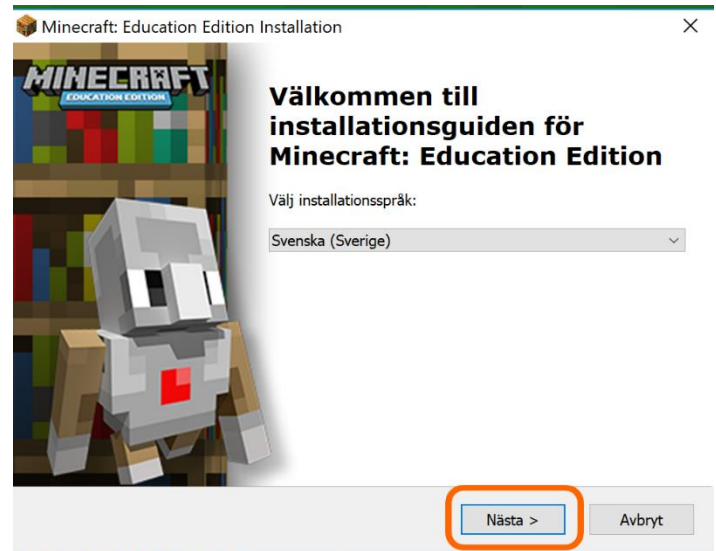 Minecraft: Education Edition Installation
MINECRAFT
EDUCATION EDITION
Välkommen till
installationsguiden för
Minecraft: Education Edition
Välj installationsspråk:
Svenska (Sverige)
Nästa >
Avbryt